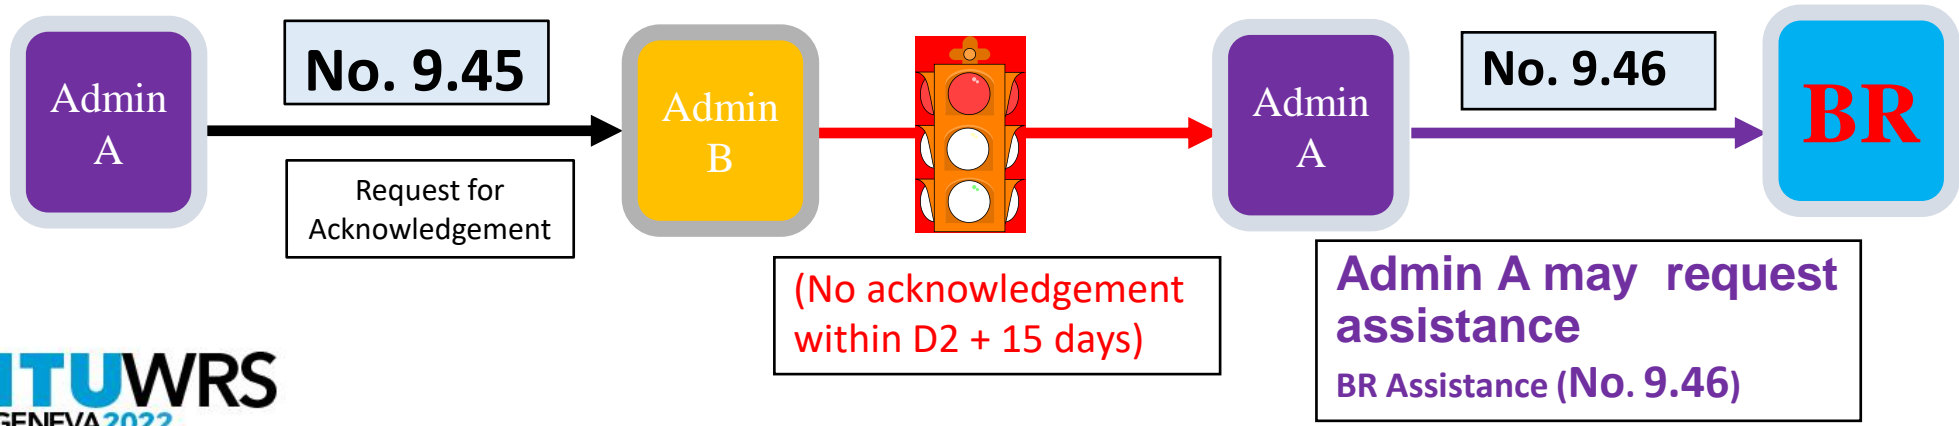 Admin
A
No. 9.45
Request for
Acknowledgement
Admin
B
(No acknowledgement
within D2 + 15 days)
Admin
A
No. 9.46
BR
Admin A may  request
assistance
BR Assistance (No. 9.46)
ITUWRS
GENEVA2022